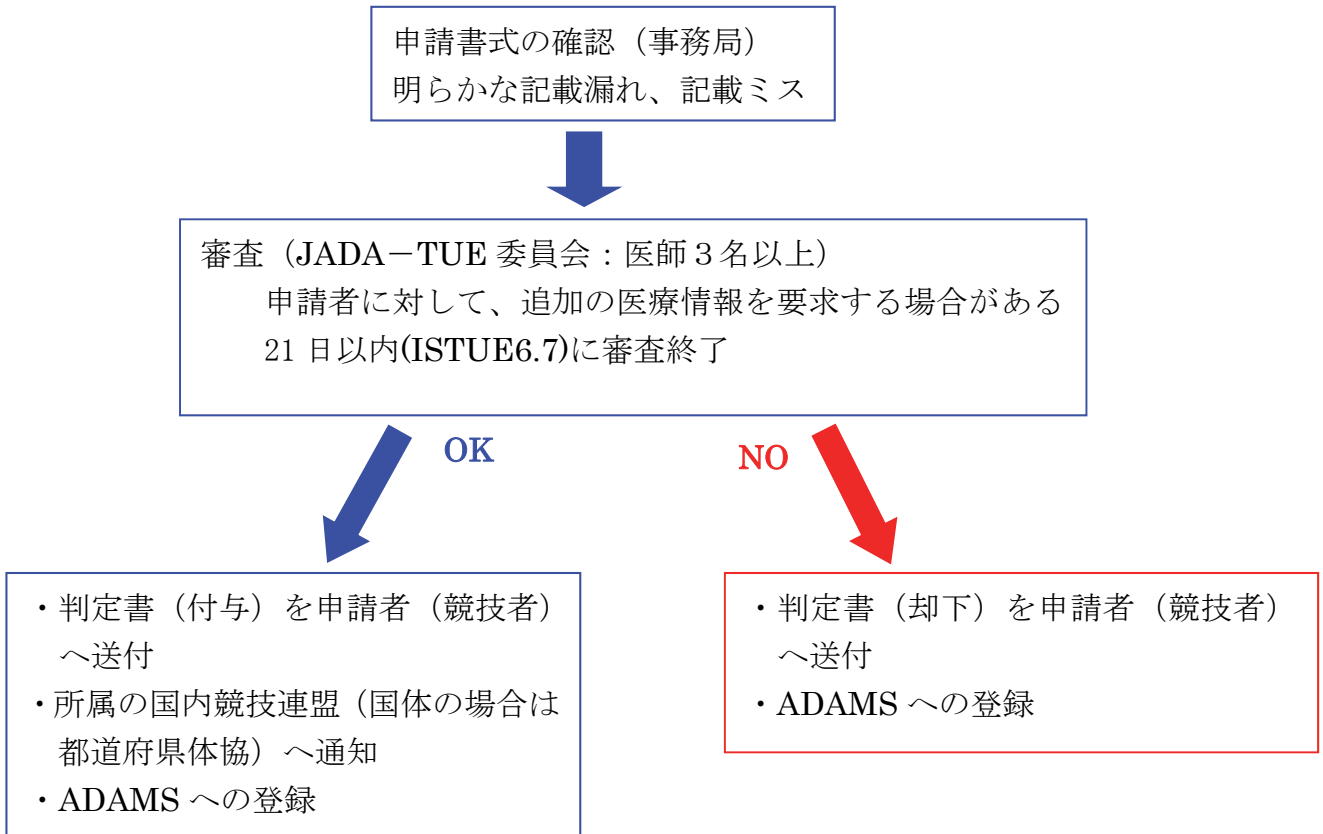 申請書式の確認（事務局）
明らかな記載漏れ、記載ミス
審査（JADA－TUE 委員会：医師３名以上）
申請者に対して、追加の医療情報を要求する場合がある
21 日以内(ISTUE6.7)に審査終了
OK
NO
・判定書（付与）を申請者（競技者）
へ送付
・所属の国内競技連盟（国体の場合は
都道府県体協）へ通知
・ADAMS への登録
・判定書（却下）を申請者（競技者）
へ送付
・ADAMS への登録